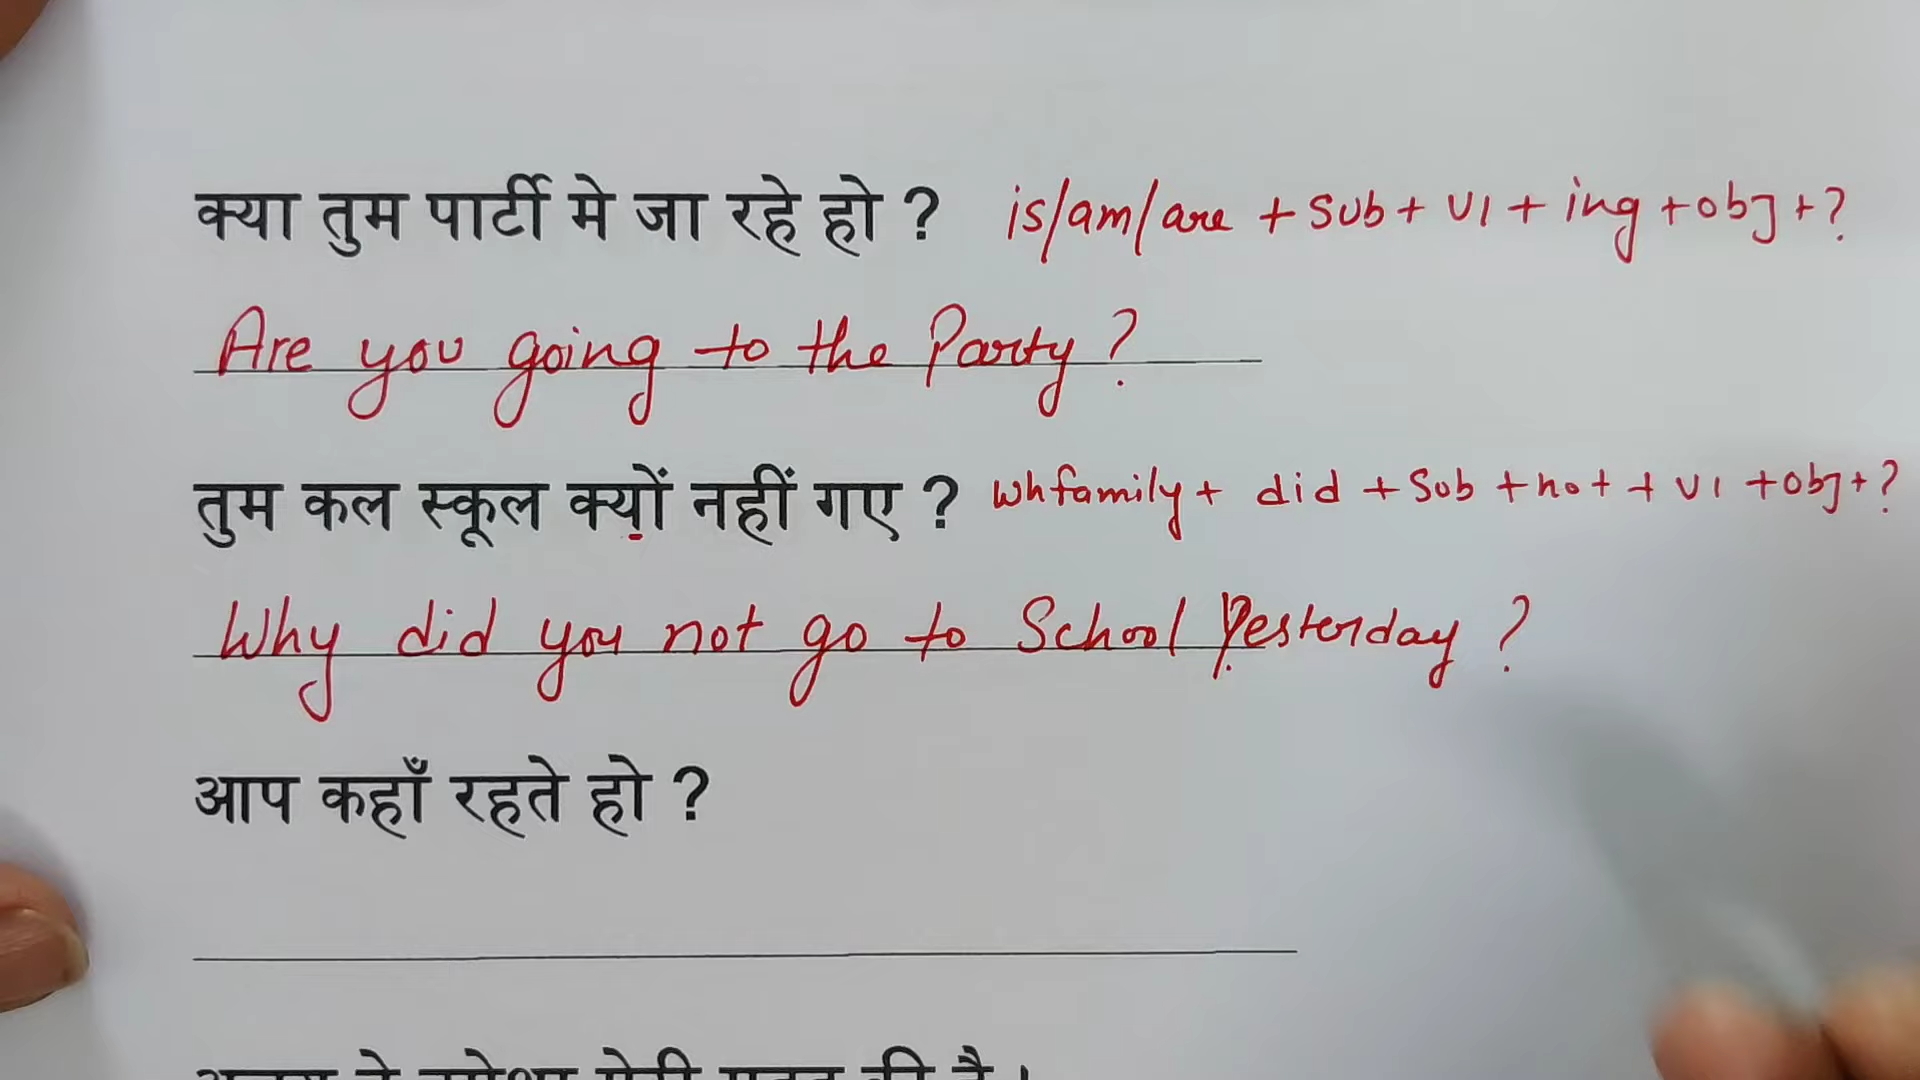 क्या तुम पार्टी मे जा रहे हो ? is/am/are + Sub + V1 + ing + obj + ?
Are you going to the Party ?
तुम कल स्कूल क्यों नहीं गए ? Whfamily + did + Sub + not + V1 + obj + ?
Why did you not go to School Yesterday ?
आप कहाँ रहते हो ?